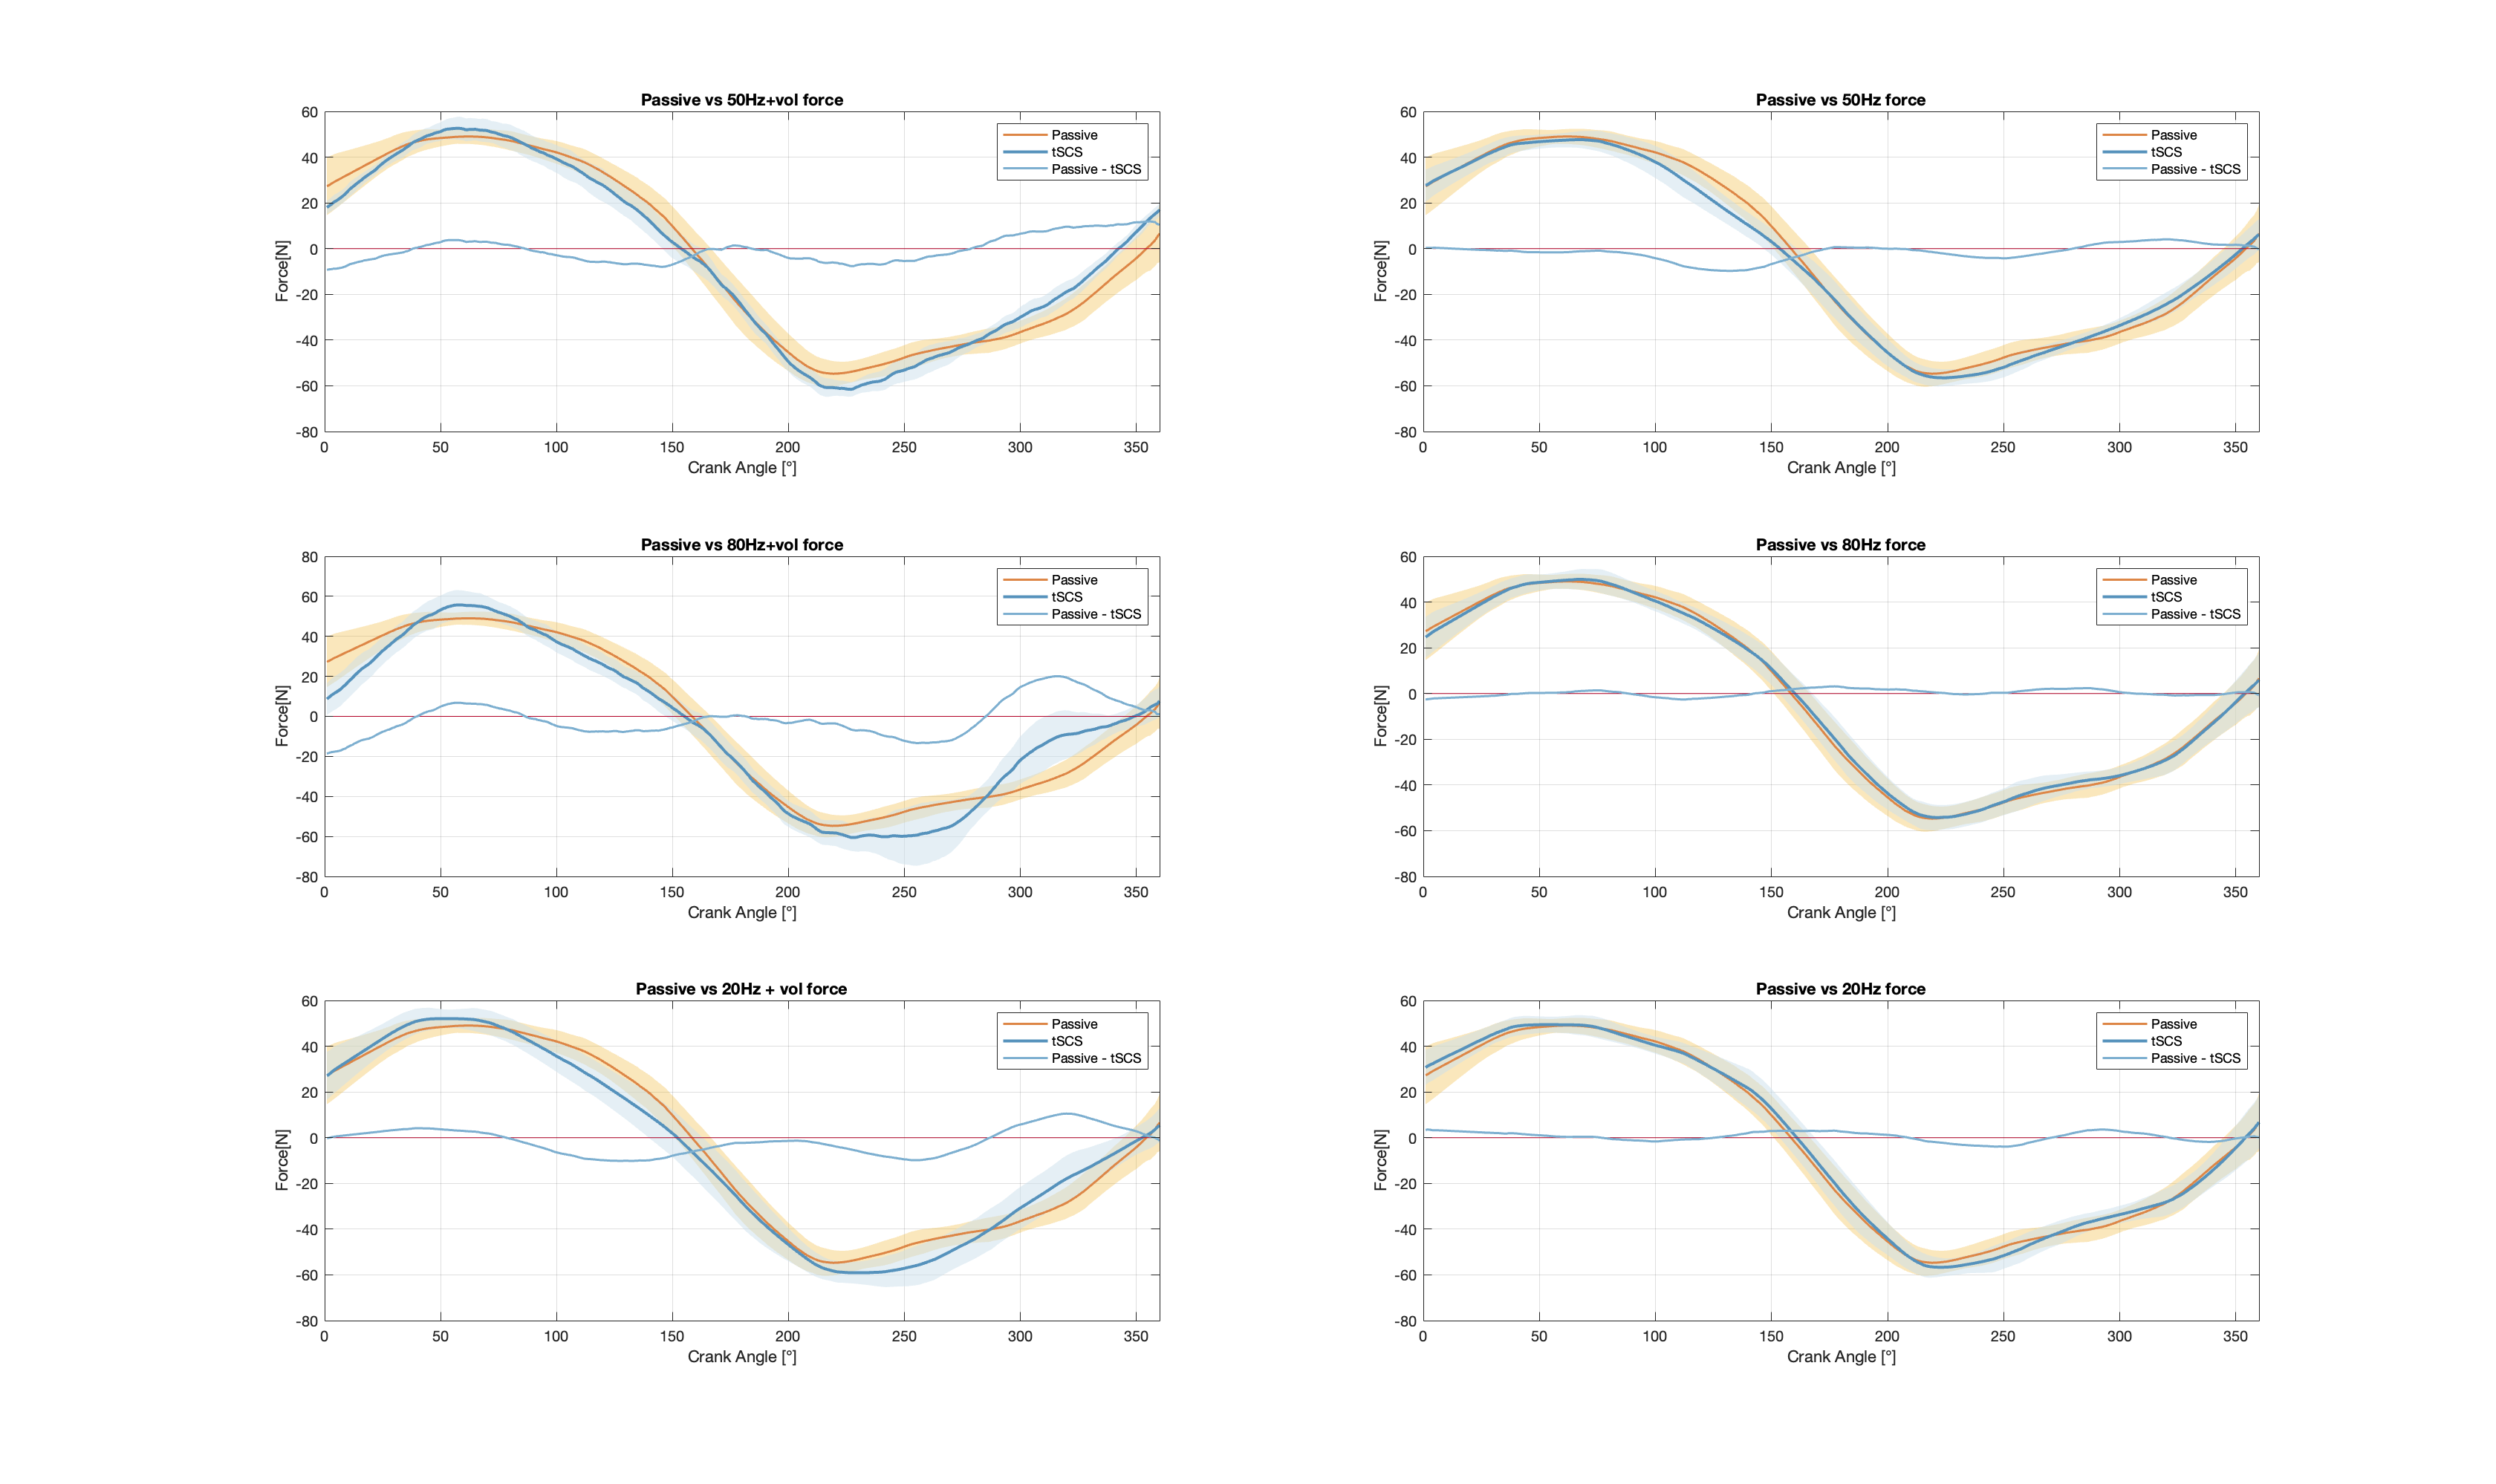 Passive vs 50Hz+vol force
60
40
20
0
-20
-40
-60
-80
Force[N]
Passive
tSCS
Passive - tSCS
0 50 100 150 200 250 300 350
Crank Angle [°]
Passive vs 50Hz force
60
40
20
0
-20
-40
-60
-80
Force[N]
Passive
tSCS
Passive - tSCS
0 50 100 150 200 250 300 350
Crank Angle [°]
Passive vs 80Hz+vol force
80
60
40
20
0
-20
-40
-60
-80
Force[N]
Passive
tSCS
Passive - tSCS
0 50 100 150 200 250 300 350
Crank Angle [°]
Passive vs 80Hz force
60
40
20
0
-20
-40
-60
-80
Force[N]
Passive
tSCS
Passive - tSCS
0 50 100 150 200 250 300 350
Crank Angle [°]
Passive vs 20Hz + vol force
60
40
20
0
-20
-40
-60
-80
Force[N]
Passive
tSCS
Passive - tSCS
0 50 100 150 200 250 300 350
Crank Angle [°]
Passive vs 20Hz force
60
40
20
0
-20
-40
-60
-80
Force[N]
Passive
tSCS
Passive - tSCS
0 50 100 150 200 250 300 350
Crank Angle [°]